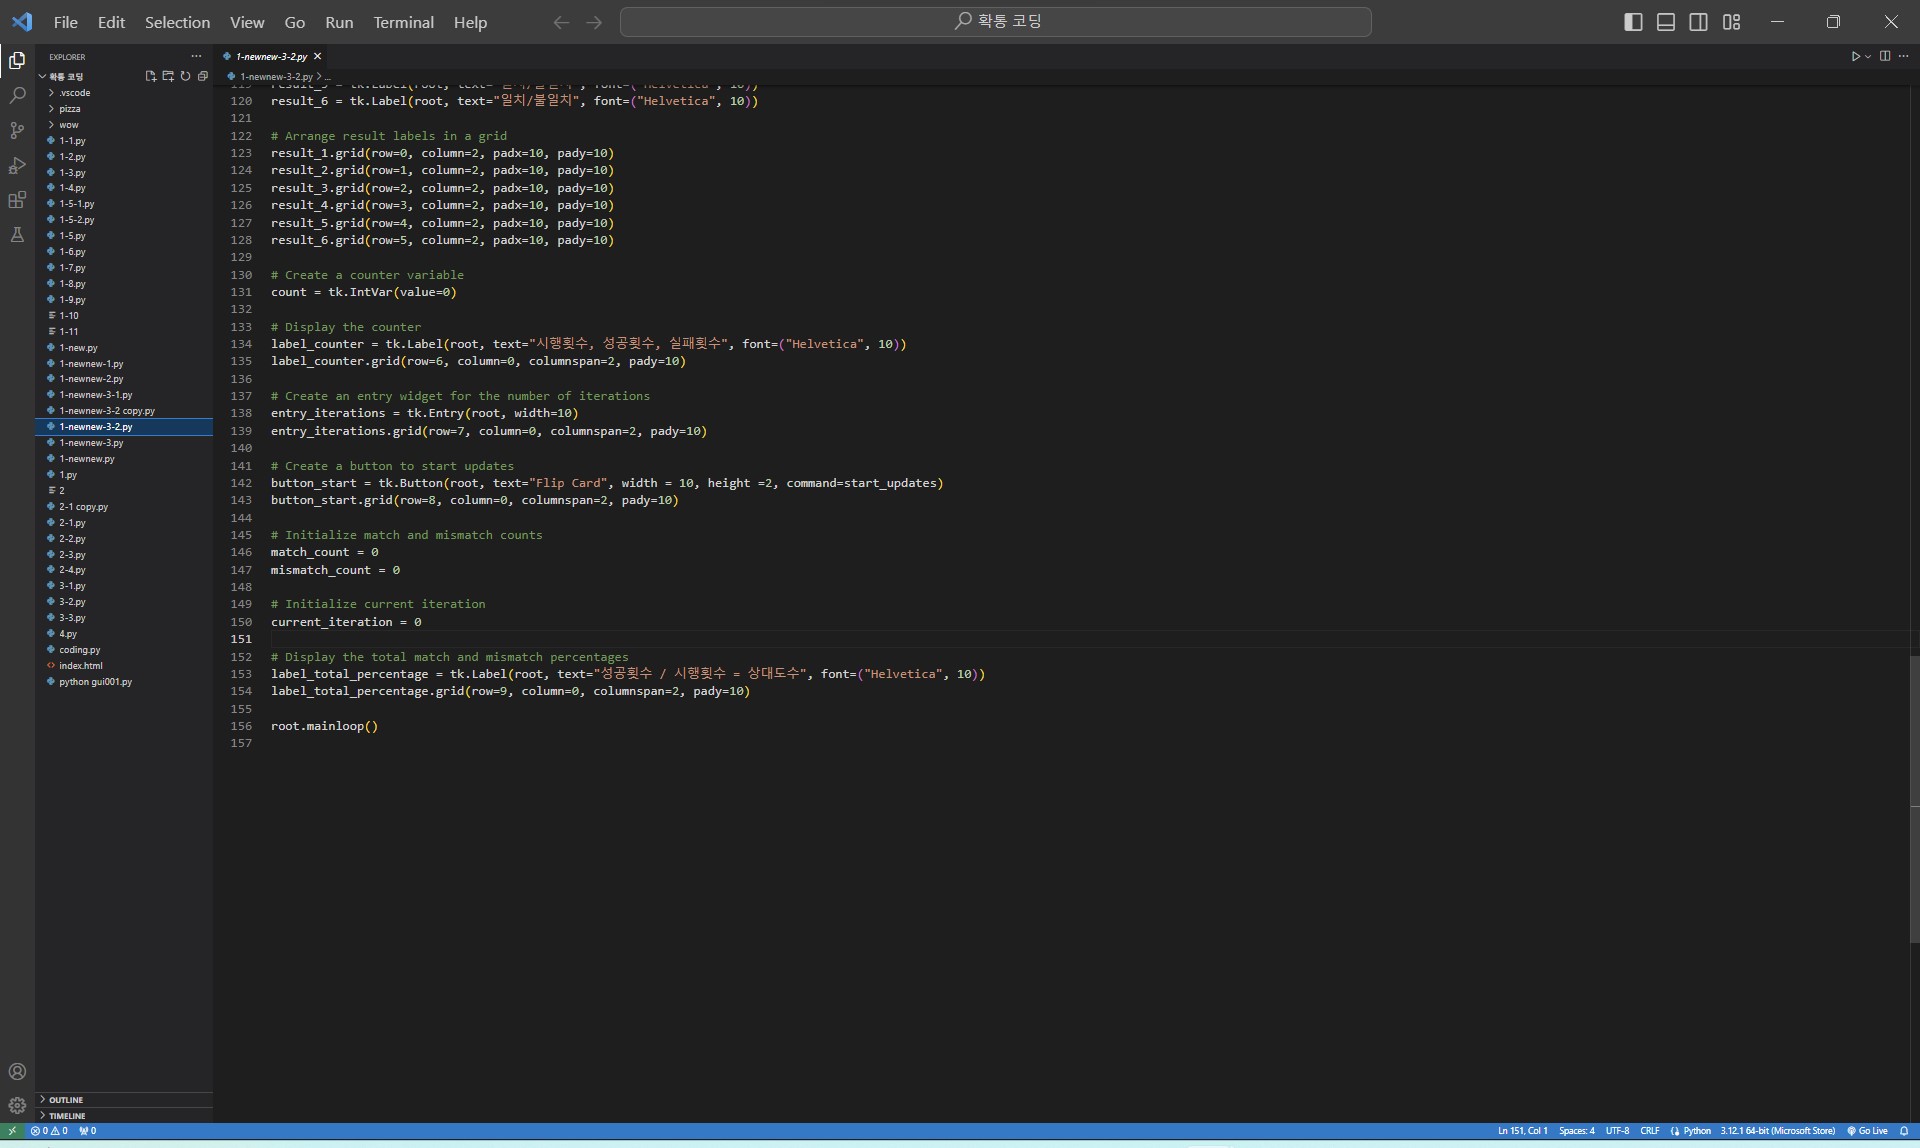 File Edit Selection View Go Run Terminal Help
확통 코딩
EXPLORER
확통 코딩
.vscode
pizza
wow
1-1.py
1-2.py
1-3.py
1-4.py
1-5-1.py
1-5-2.py
1-5.py
1-6.py
1-7.py
1-8.py
1-9.py
1-10
1-11
1-new.py
1-newnew-1.py
1-newnew-2.py
1-newnew-3-1.py
1-newnew-3-2 copy.py
1-newnew-3-2.py
1-newnew-3.py
1-newnew.py
1.py
2
2-1 copy.py
2-1.py
2-2.py
2-3.py
2-4.py
3-1.py
3-2.py
3-3.py
4.py
coding.py
index.html
python gui001.py
OUTLINE
TIMELINE
1-newnew-3-2.py
1-newnew-3-2.py > ...
120 result_6 = tk.Label(root, text="일치/불일치", font=("Helvetica", 10))
121
122 # Arrange result labels in a grid
123 result_1.grid(row=0, column=2, padx=10, pady=10)
124 result_2.grid(row=1, column=2, padx=10, pady=10)
125 result_3.grid(row=2, column=2, padx=10, pady=10)
126 result_4.grid(row=3, column=2, padx=10, pady=10)
127 result_5.grid(row=4, column=2, padx=10, pady=10)
128 result_6.grid(row=5, column=2, padx=10, pady=10)
129
130 # Create a counter variable
131 count = tk.IntVar(value=0)
132
133 # Display the counter
134 label_counter = tk.Label(root, text="시행횟수, 성공횟수, 실패횟수", font=("Helvetica", 10))
135 label_counter.grid(row=6, column=0, columnspan=2, pady=10)
136
137 # Create an entry widget for the number of iterations
138 entry_iterations = tk.Entry(root, width=10)
139 entry_iterations.grid(row=7, column=0, columnspan=2, pady=10)
140
141 # Create a button to start updates
142 button_start = tk.Button(root, text="Flip Card", width = 10, height =2, command=start_updates)
143 button_start.grid(row=8, column=0, columnspan=2, pady=10)
144
145 # Initialize match and mismatch counts
146 match_count = 0
147 mismatch_count = 0
148
149 # Initialize current iteration
150 current_iteration = 0
151
152 # Display the total match and mismatch percentages
153 label_total_percentage = tk.Label(root, text="성공횟수 / 시행횟수 = 상대도수", font=("Helvetica", 10))
154 label_total_percentage.grid(row=9, column=0, columnspan=2, pady=10)
155
156 root.mainloop()
157
0 0 0 Ln 151, Col 1 Spaces: 4 UTF-8 CRLF Python 3.12.1 64-bit (Microsoft Store) Go Live